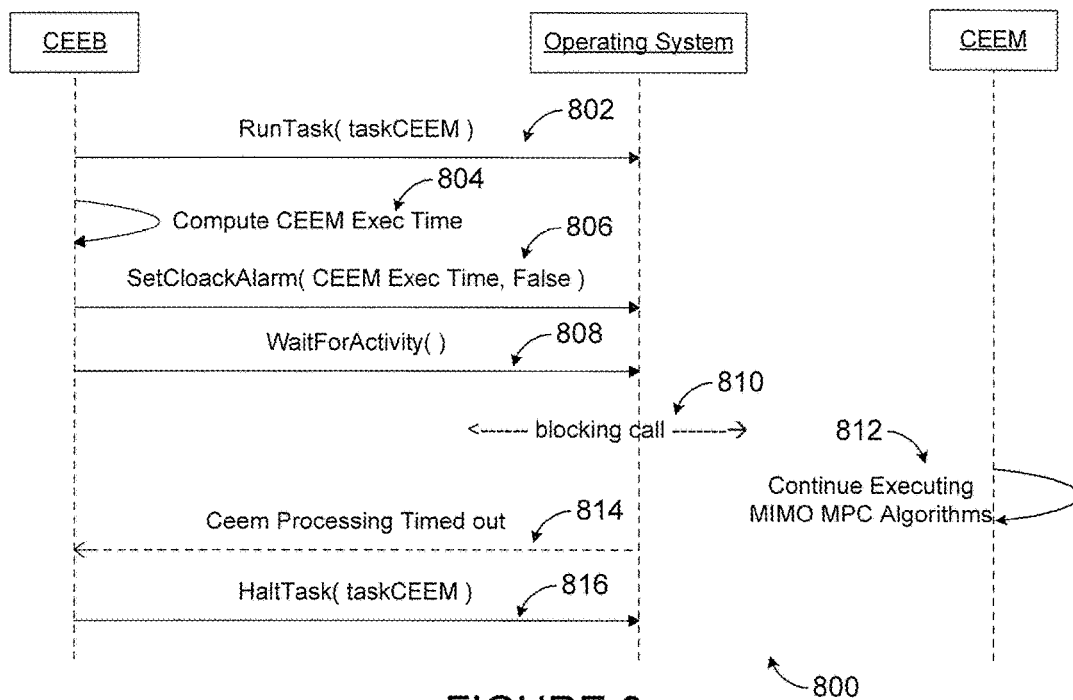 CEEB
Operating System
CEEM
802
RunTask( taskCEEM )
804
Compute CEEM Exec Time
806
SetCloackAlarm( CEEM Exec Time, False )
WaitForActivity( )
808
810
<----- blocking call ----->
812
Continue Executing
MIMO MPC Algorithms
Ceem Processing Timed out
814
HaltTask( taskCEEM )
816
800